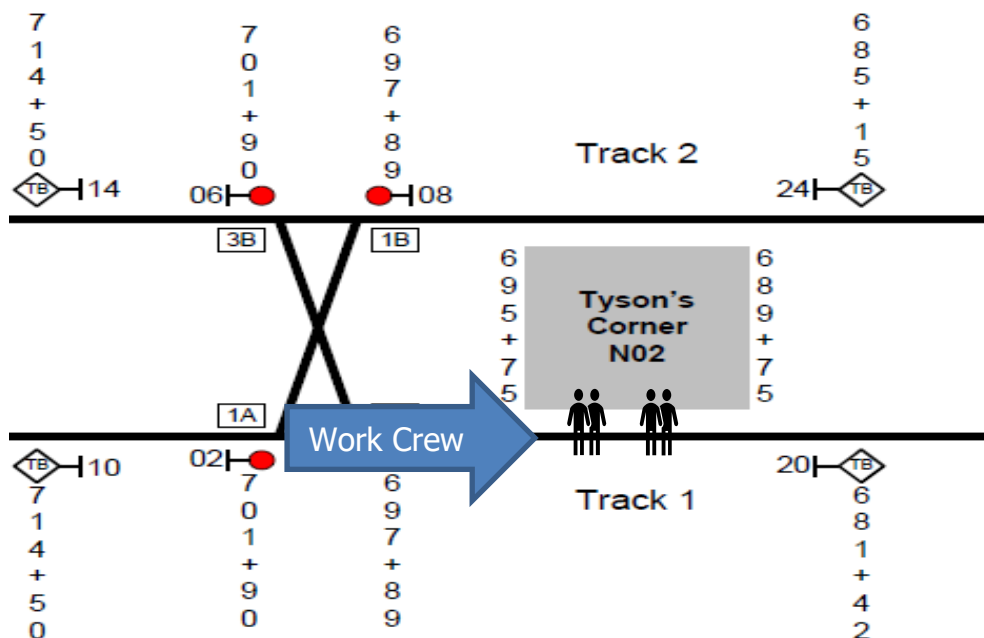 714+50
701+90
697+89
685+15
Track 2
TB 14
06
08
24 TB
3B
1B
695+75
Tyson's
Corner
N02
689+75
1A
Work Crew
TB 10
02
20 TB
714+50
701+90
697+89
Track 1
681+42